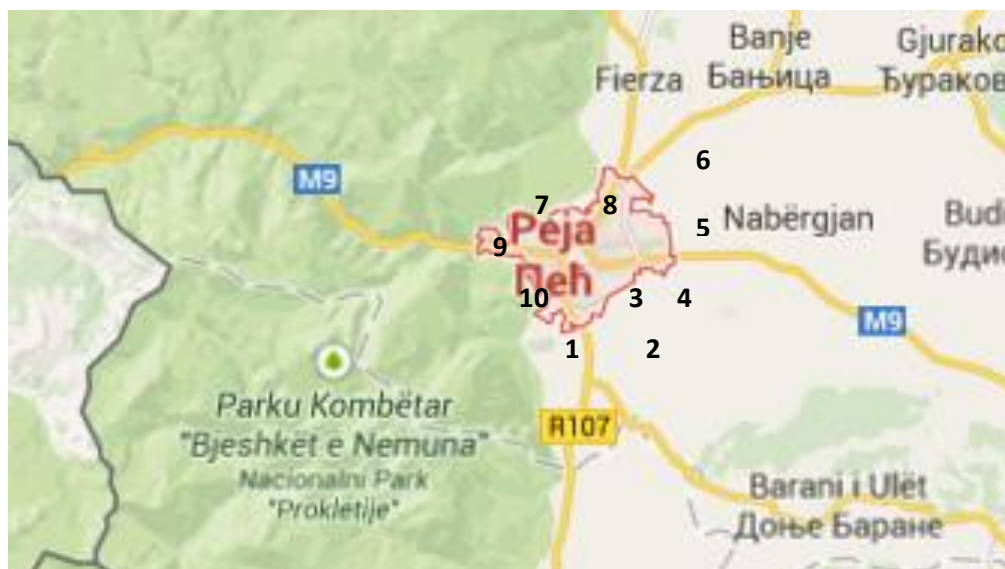 Banje
Бањица
Gjurako
Ђураков
Fierza
6
M9
7
8
5
Nabërgjan
Bud
Будис
Peja
9
Пећ
10
3
4
M9
1
2
Parku Kombëtar
"Bjeshkët e Nemuna"
Nacionalni Park
"Prokletije"
R107
Barani i Ulët
Доње Баране